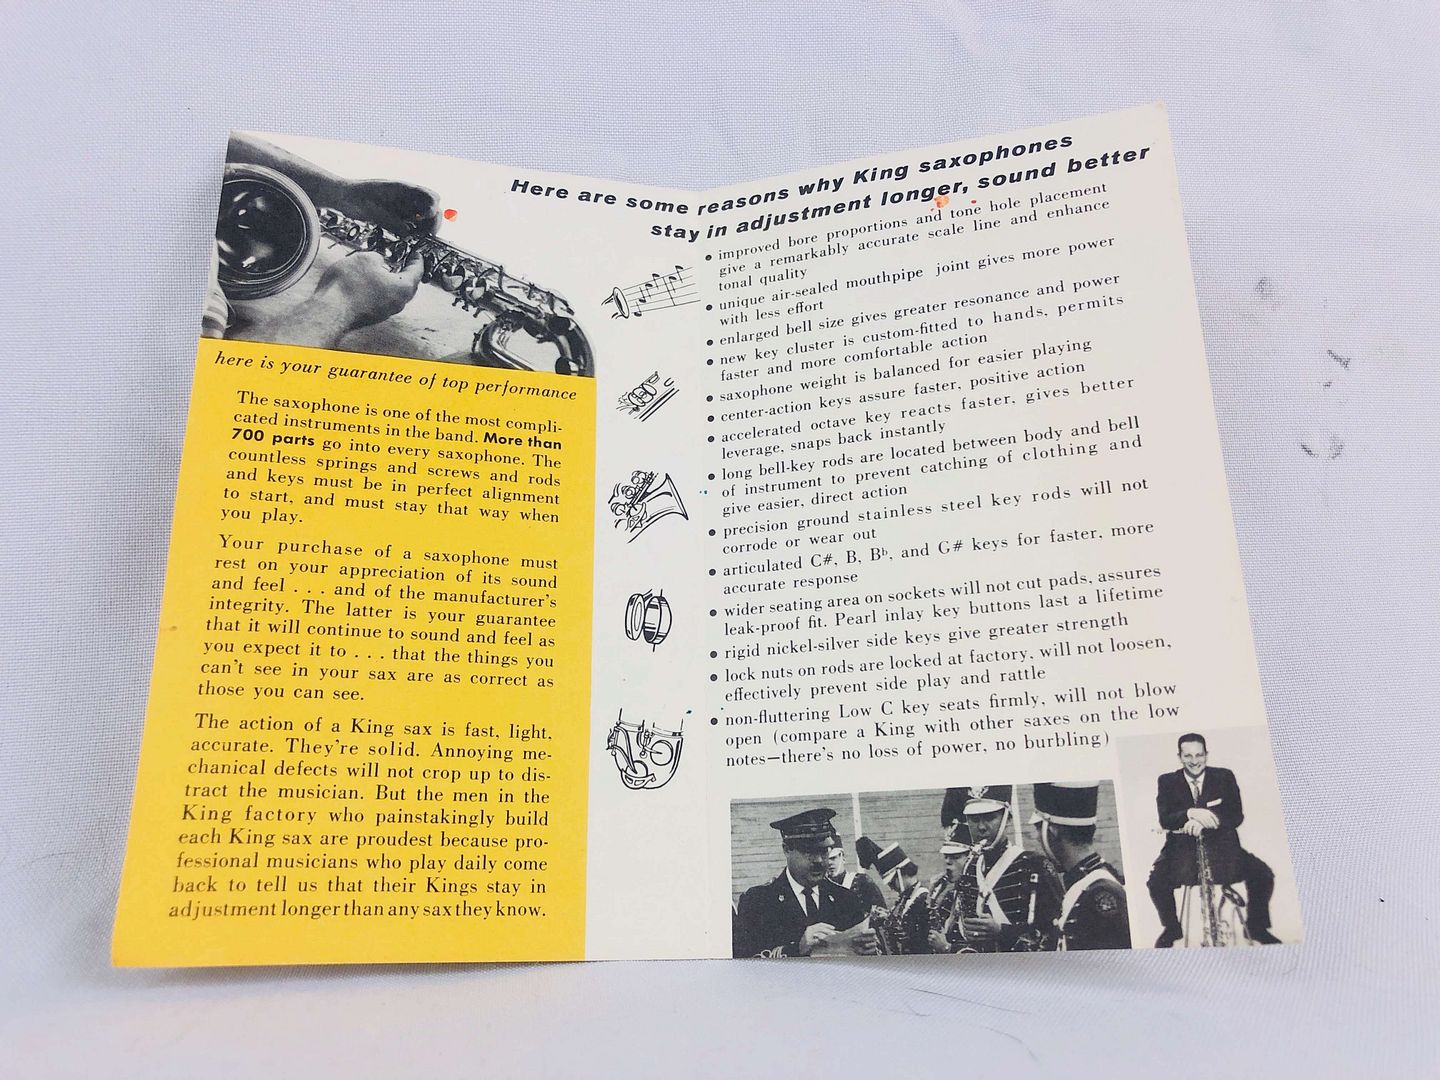 Here are some reasons why King saxophones
stay in adjustment longer, sound better
here is your guarantee of top performance
The saxophone is one of the most compli-
cated instruments in the band. More than
700 parts go into every saxophone. The
countless springs and screws and rods
and keys must be in perfect alignment
to start, and must stay that way when
you play.
Your purchase of a saxophone must
rest on your appreciation of its sound
and feel . . . and of the manufacturer's
integrity. The latter is your guarantee
that it will continue to sound and feel as
you expect it to . . . that the things you
can't see in your sax are as correct as
those you can see.
The action of a King sax is fast, light,
accurate. They're solid. Annoying me-
chanical defects will not crop up to dis-
tract the musician. But the men in the
King factory who painstakingly build
each King sax are proudest because pro-
fessional musicians who play daily come
back to tell us that their Kings stay in
adjustment longer than any sax they know.
• improved bore proportions and tone hole placement
give a remarkably accurate scale line and enhance
tonal quality
• unique air-sealed mouthpipe joint gives more power
with less effort
• enlarged bell size gives greater resonance and power
• new key cluster is custom-fitted to hands, permits
faster and more comfortable action
• saxophone weight is balanced for easier playing
• center-action keys assure faster, positive action
• accelerated octave key reacts faster, gives better
leverage, snaps back instantly
• long bell-key rods are located between body and bell
of instrument to prevent catching of clothing and
give easier, direct action
• precision ground stainless steel key rods will not
corrode or wear out
• articulated C#, B, Bb, and G# keys for faster, more
accurate response
• wider seating area on sockets will not cut pads, assures
leak-proof fit. Pearl inlay key buttons last a lifetime
• rigid nickel-silver side keys give greater strength
• lock nuts on rods are locked at factory, will not loosen,
effectively prevent side play and rattle
• non-fluttering Low C key seats firmly, will not blow
open (compare a King with other saxes on the low
notes—there's no loss of power, no burbling)